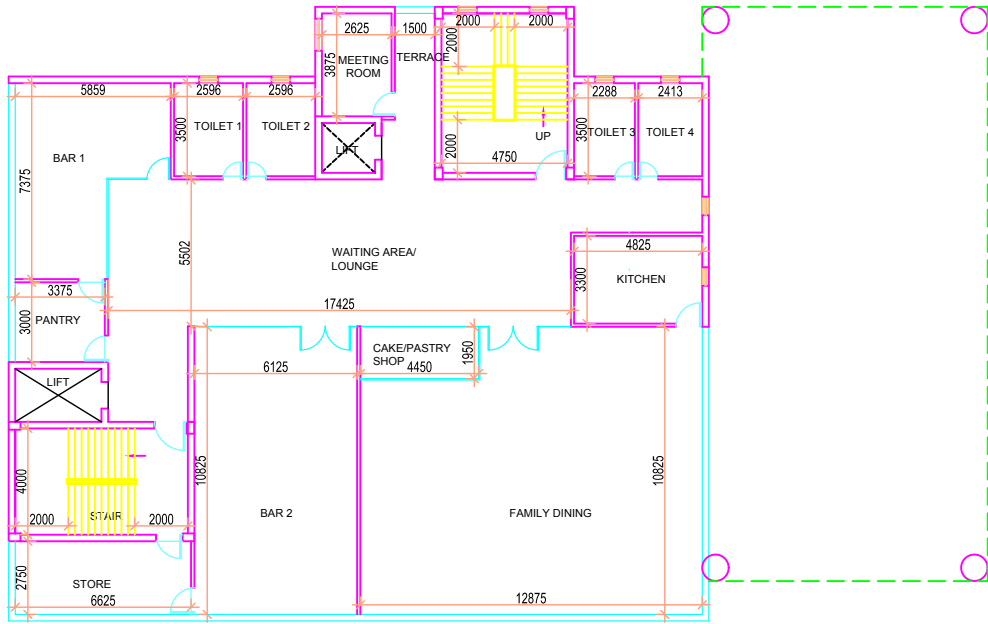 2000
2000
2625
1500
MEETING
ROOM
TERRACE
3875
2000
5859
2596
2596
2288
2413
3500
TOILET 1
TOILET 2
LIFT
UP
3500
TOILET 3
TOILET 4
BAR 1
2000
4750
7375
5502
WAITING AREA/
LOUNGE
4825
3300
KITCHEN
3375
17425
3000
PANTRY
CAKE/PASTRY
SHOP
1950
4450
6125
LIFT
4000
10825
10825
2000
STAIR
2000
BAR 2
FAMILY DINING
2750
STORE
6625
12875